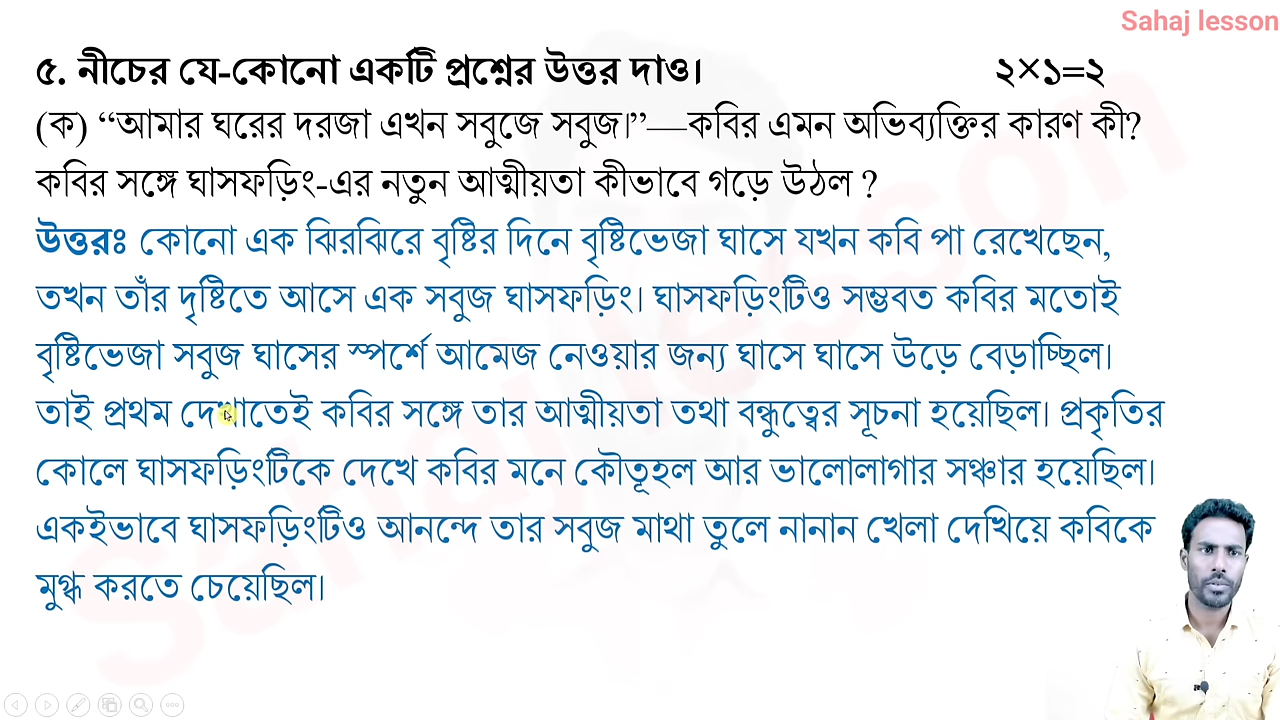 Sahaj lesson
৫. নীচের যে-কোনো একটি প্রশ্নের উত্তর দাও। ২×১=২
(ক) “আমার ঘরের দরজা এখন সবুজে সবুজ।”—কবির এমন অভিব্যক্তির কারণ কী?
কবির সঙ্গে ঘাসফড়িং-এর নতুন আত্মীয়তা কীভাবে গড়ে উঠল ?
উত্তরঃ কোনো এক ঝিরঝিরে বৃষ্টির দিনে বৃষ্টিভেজা ঘাসে যখন কবি পা রেখেছেন,
তখন তাঁর দৃষ্টিতে আসে এক সবুজ ঘাসফড়িং। ঘাসফড়িংটিও সম্ভবত কবির মতোই
বৃষ্টিভেজা সবুজ ঘাসের স্পর্শে আমেজ নেওয়ার জন্য ঘাসে ঘাসে উড়ে বেড়াচ্ছিল।
তাই প্রথম দেখাতেই কবির সঙ্গে তার আত্মীয়তা তথা বন্ধুত্বের সূচনা হয়েছিল। প্রকৃতির
কোলে ঘাসফড়িংটিকে দেখে কবির মনে কৌতূহল আর ভালোলাগার সঞ্চার হয়েছিল।
একইভাবে ঘাসফড়িংটিও আনন্দে তার সবুজ মাথা তুলে নানান খেলা দেখিয়ে কবিকে
মুগ্ধ করতে চেয়েছিল।
Sahaj lesson